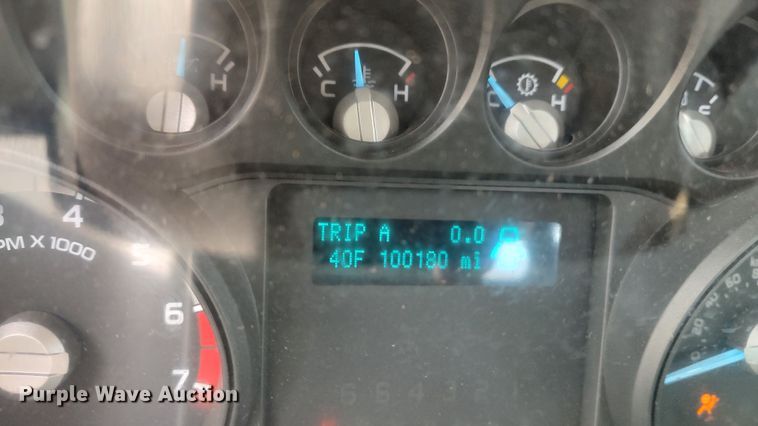 H
C H
C H
3 4 5 6 7
RPM X 1000
TRIP A 0.0
40F 100180 mi
Purple Wave Auction